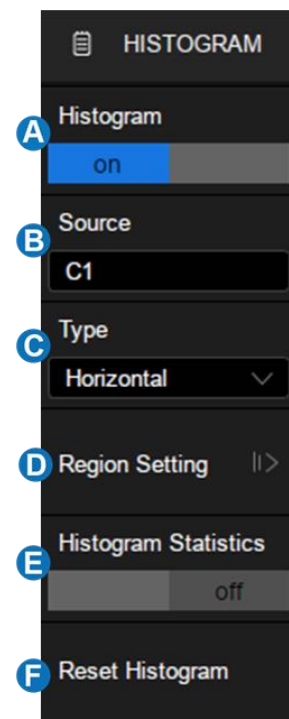 HISTOGRAM
A
Histogram
on
B
Source
C1
C
Type
Horizontal
D
Region Setting
E
Histogram Statistics
off
F
Reset Histogram